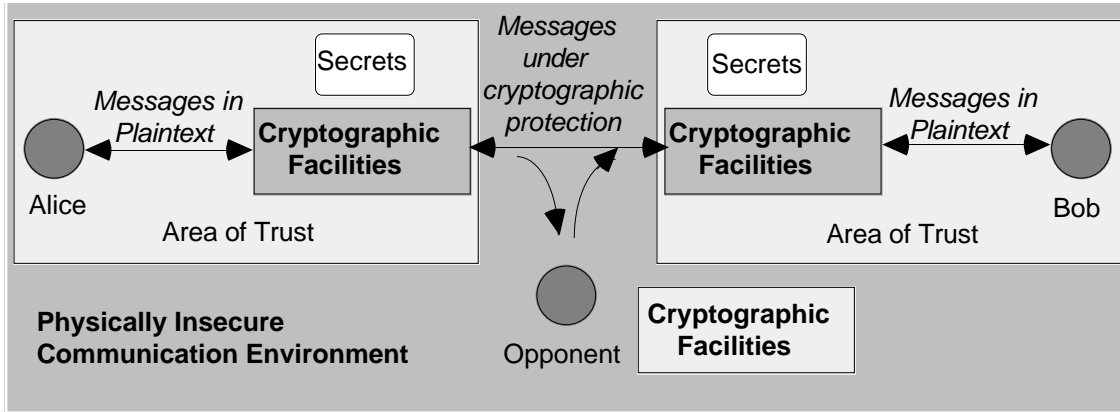 Messages
under
cryptographic
protection
Secrets
Messages in
Plaintext
Cryptographic
Facilities
Alice
Area of Trust
Secrets
Cryptographic
Facilities
Messages in
Plaintext
Bob
Area of Trust
Physically Insecure
Communication Environment
Opponent
Cryptographic
Facilities